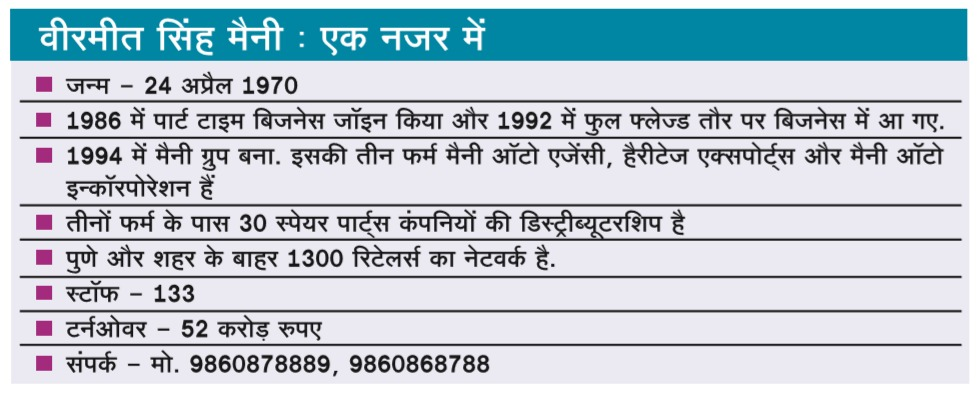 वीरमीत सिंह मैनी : एक नजर में
जन्म – 24 अप्रैल 1970
1986 में पार्ट टाइम बिजनेस जॉइन किया और 1992 में फुल फ्लेज्ड तौर पर बिजनेस में आ गए.
1994 में मैनी ग्रुप बना. इसकी तीन फर्म मैनी ऑटो एजेंसी, हैरीटेज एक्सपोर्ट्स और मैनी ऑटो
इन्कॉरपोरेशन हैं
तीनों फर्म के पास 30 स्पेयर पार्ट्स कंपनियों की डिस्ट्रीब्यूटरशिप है
पुणे और शहर के बाहर 1300 रिटेलर्स का नेटवर्क है.
स्टॉफ – 133
टर्नओवर – 52 करोड़ रुपए
संपर्क – मो. 9860878889, 9860868788